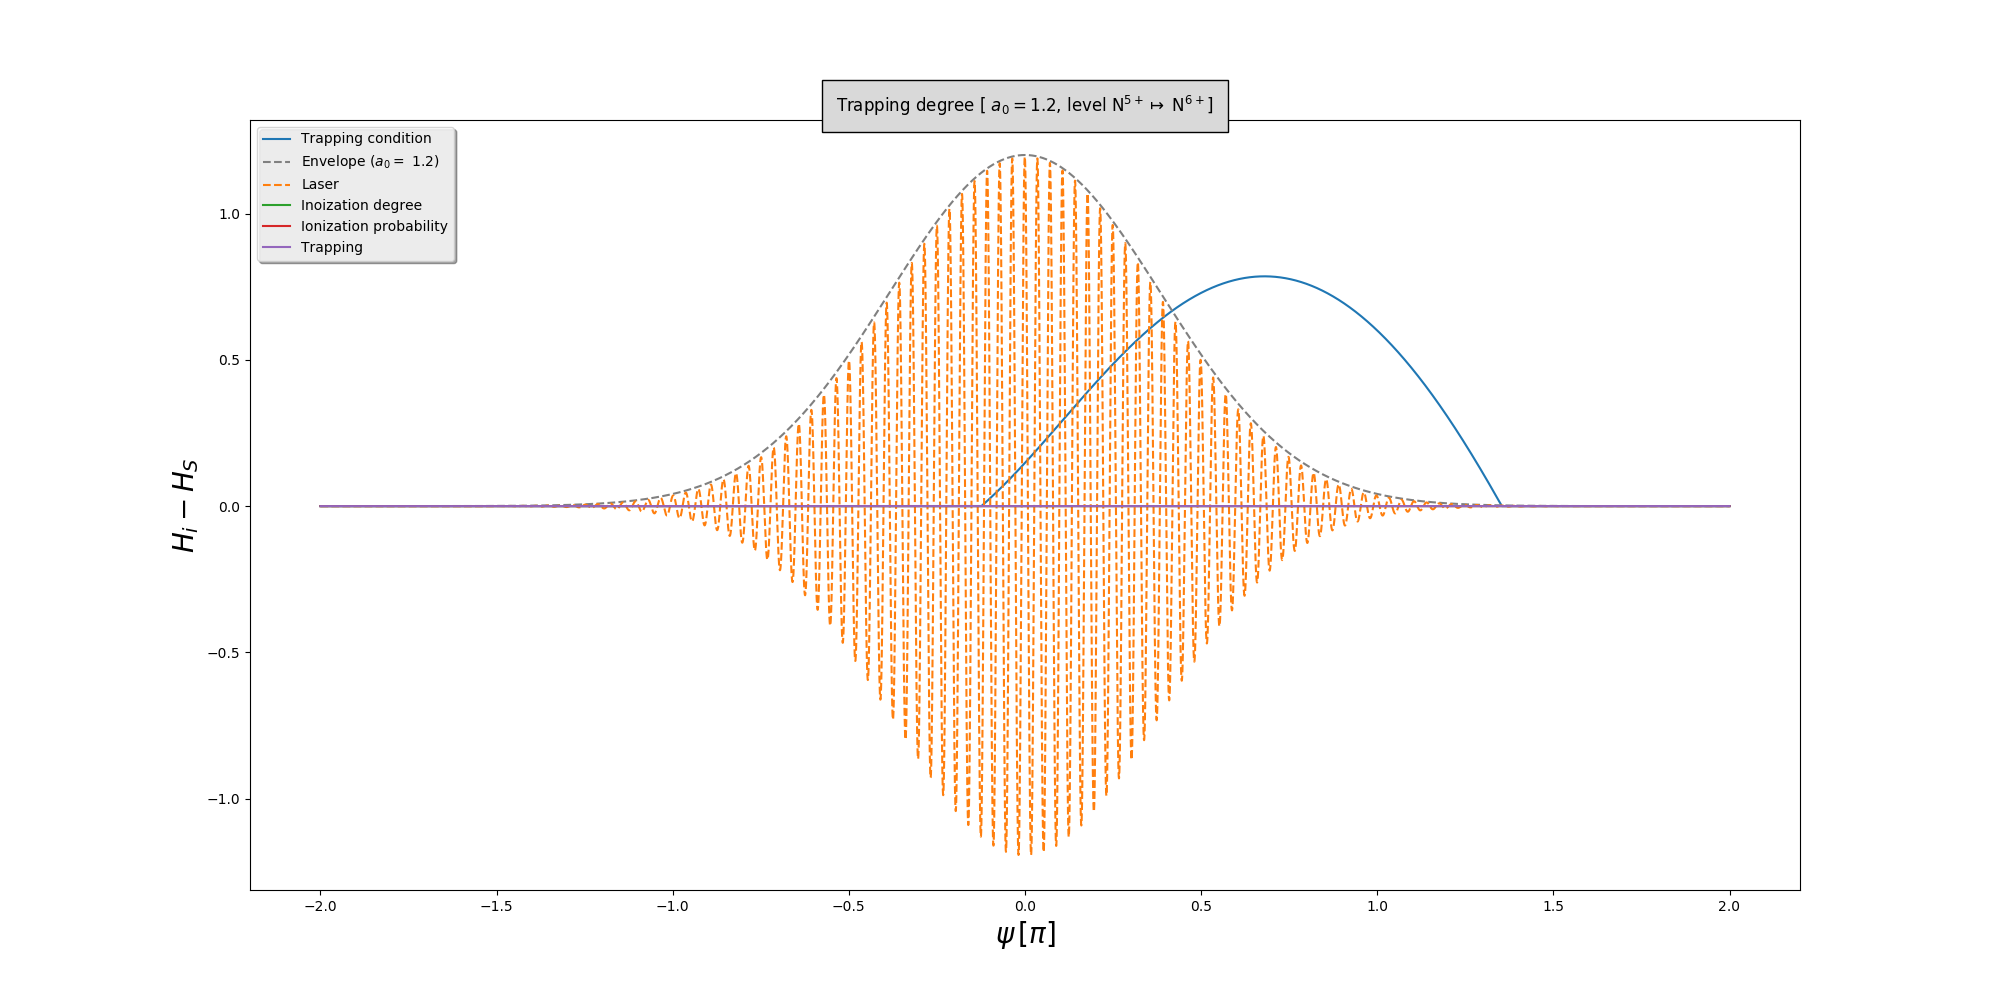 Trapping degree [ a₀ = 1.2, level N⁵⁺ ↦ N⁶⁺]
Trapping condition
Envelope (a₀ = 1.2)
Laser
Inoization degree
Ionization probability
Trapping
1.0
0.5
0.0
−0.5
−1.0
H_i − H_S
−2.0 −1.5 −1.0 −0.5 0.0 0.5 1.0 1.5 2.0
ψ [π]